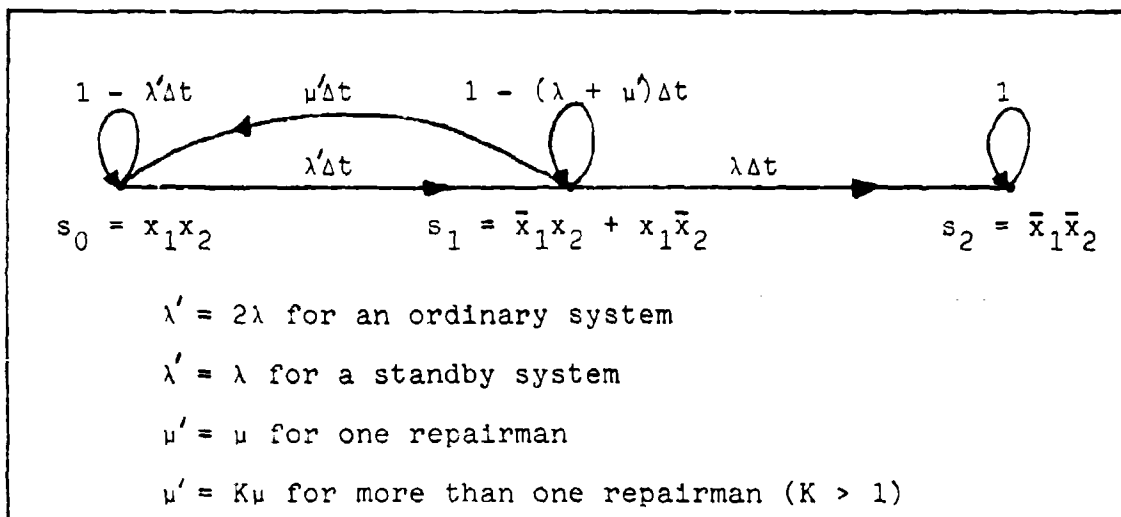 1 - λ′Δt μ′Δt 1 - (λ + μ′)Δt 1
λ′Δt λΔt
s₀ = x₁x₂ s₁ = x̄₁x₂ + x₁x̄₂ s₂ = x̄₁x̄₂
λ′ = 2λ for an ordinary system
λ′ = λ for a standby system
μ′ = μ for one repairman
μ′ = Kμ for more than one repairman (K > 1)